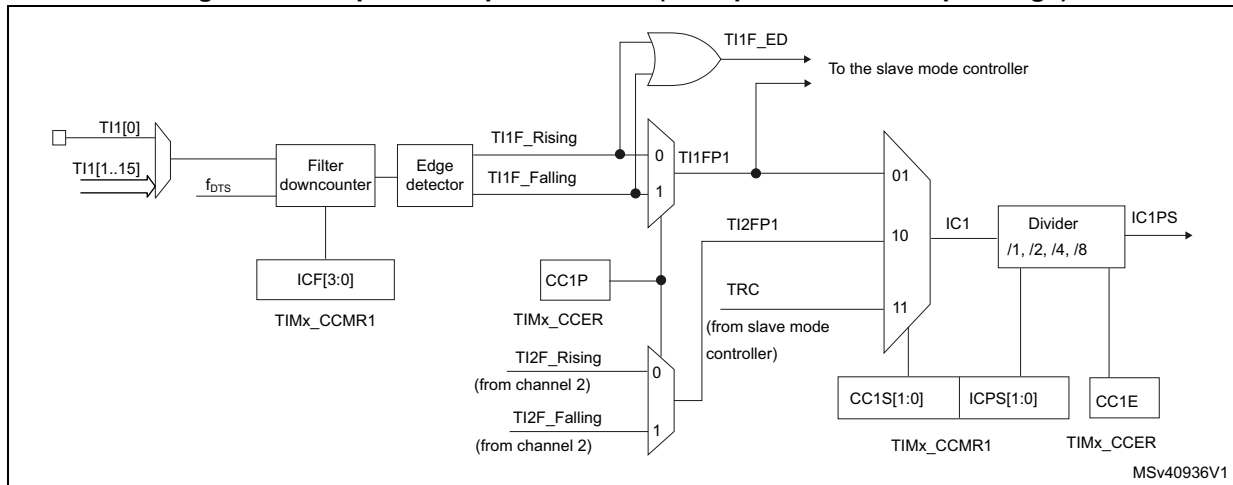 TI1F_ED
To the slave mode controller
TI1[0]
TI1[1..15]
fDTS
Filter
downcounter
Edge
detector
TI1F_Rising
TI1F_Falling
0
1
TI1FP1
01
TI2FP1
10
IC1
Divider
/1, /2, /4, /8
IC1PS
ICF[3:0]
TIMx_CCMR1
CC1P
TIMx_CCER
TRC
11
(from slave mode
controller)
TI2F_Rising
(from channel 2)
0
TI2F_Falling
(from channel 2)
1
CC1S[1:0]
ICPS[1:0]
TIMx_CCMR1
CC1E
TIMx_CCER
MSv40936V1